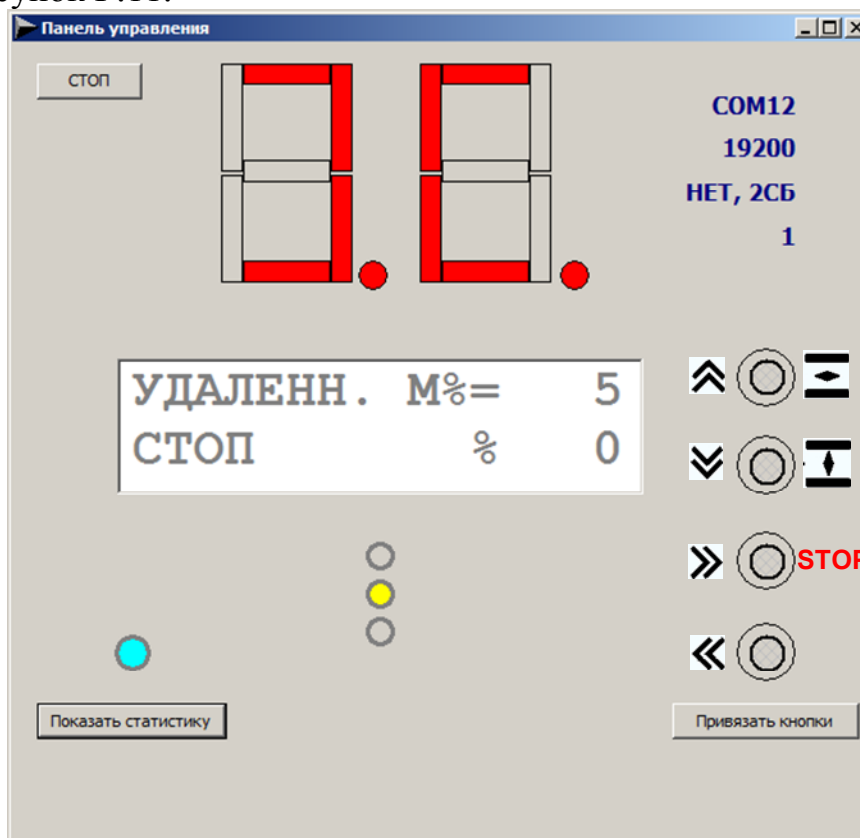 Панель управления
СТОП
COM12
19200
НЕТ, 2СБ
1
УДАЛЕНН. М%= 5
СТОП % 0
STOP
Показать статистику
Привязать кнопки